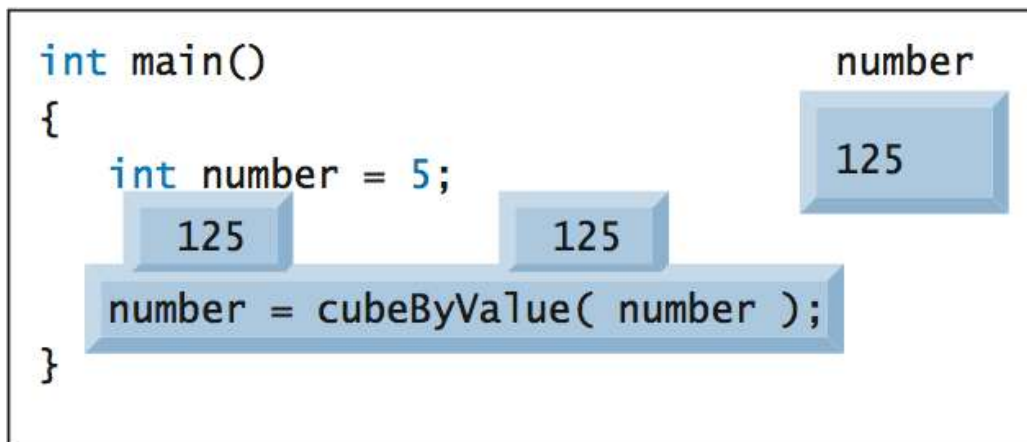 int main()
number
{
int number = 5;
125
125
125
number = cubeByValue( number );
}